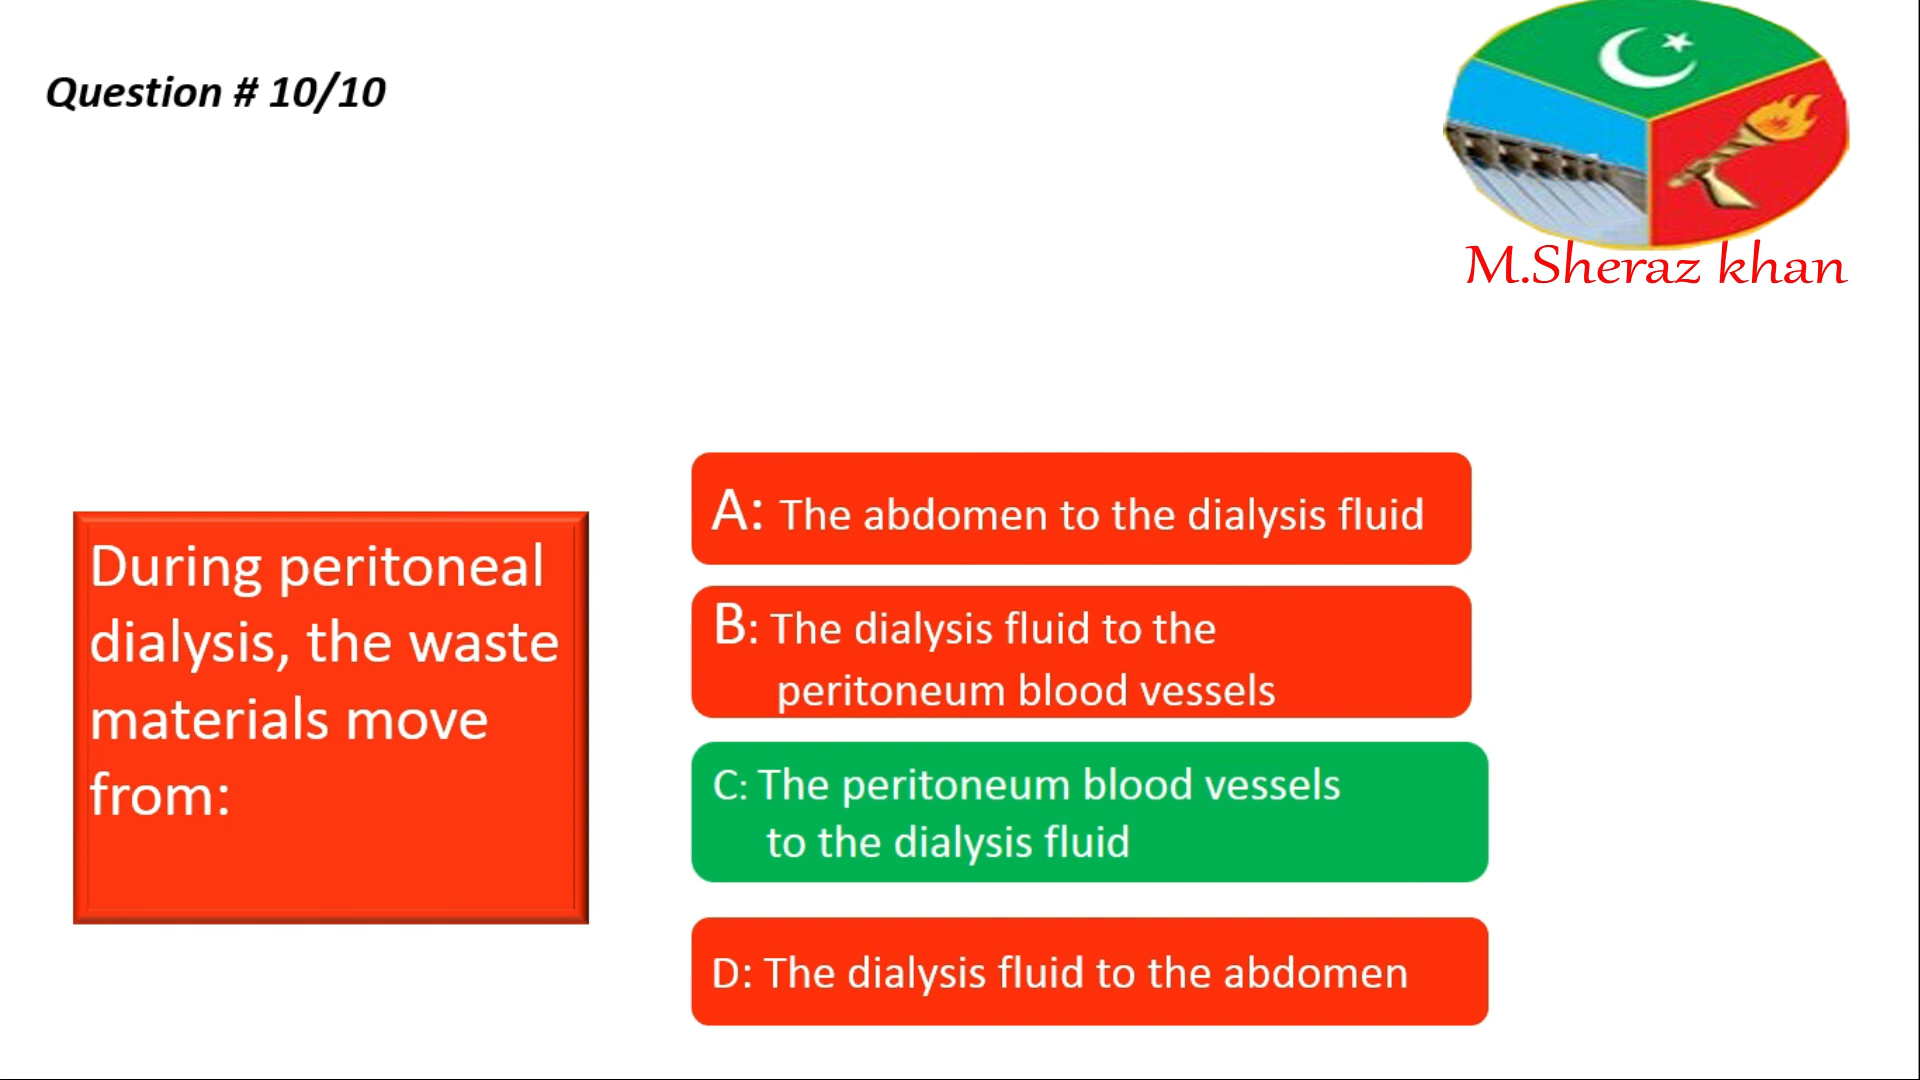 Question # 10/10
M.Sheraz khan
During peritoneal
dialysis, the waste
materials move
from:
A: The abdomen to the dialysis fluid
B: The dialysis fluid to the
peritoneum blood vessels
C: The peritoneum blood vessels
to the dialysis fluid
D: The dialysis fluid to the abdomen